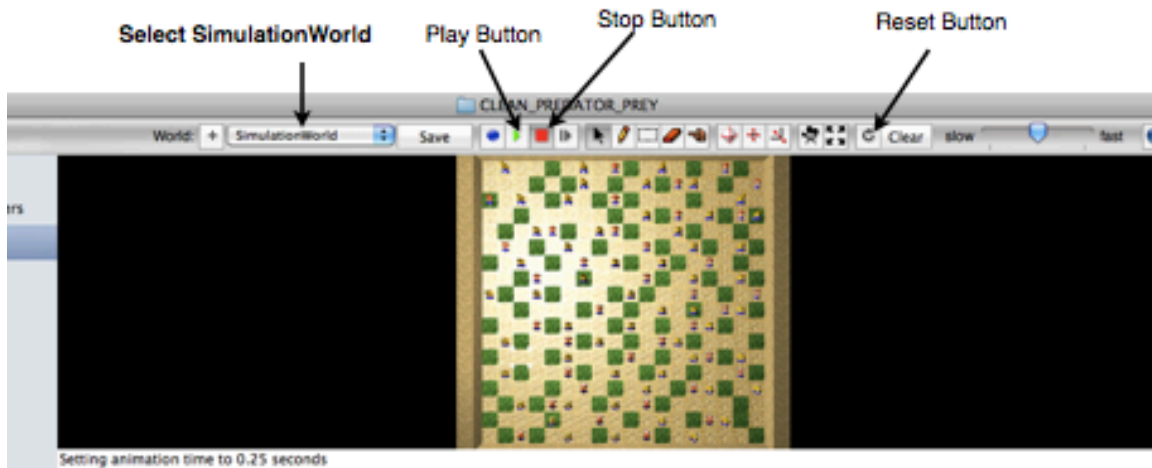 Select SimulationWorld
Play Button
Stop Button
Reset Button
CLEAN_PREDATOR_PREY
World: + SimulationWorld Save Clear slow fast
ers
Setting animation time to 0.25 seconds